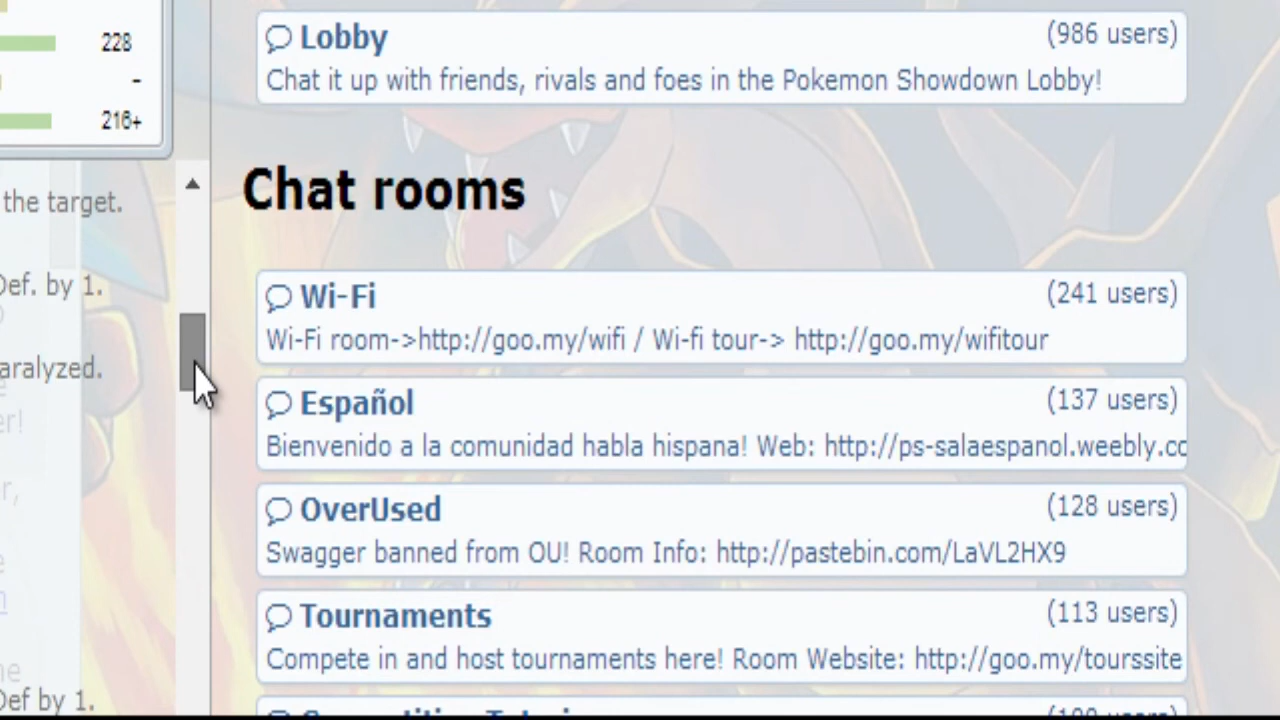 228
-
216+
the target.
Def. by 1.
aralyzed.
er!
r,
Def by 1.
Lobby
(986 users)
Chat it up with friends, rivals and foes in the Pokemon Showdown Lobby!
Chat rooms
Wi-Fi
(241 users)
Wi-Fi room->http://goo.my/wifi / Wi-fi tour-> http://goo.my/wifitour
Español
(137 users)
Bienvenido a la comunidad habla hispana! Web: http://ps-salaespanol.weebly.co
OverUsed
(128 users)
Swagger banned from OU! Room Info: http://pastebin.com/LaVL2HX9
Tournaments
(113 users)
Compete in and host tournaments here! Room Website: http://goo.my/tourssite